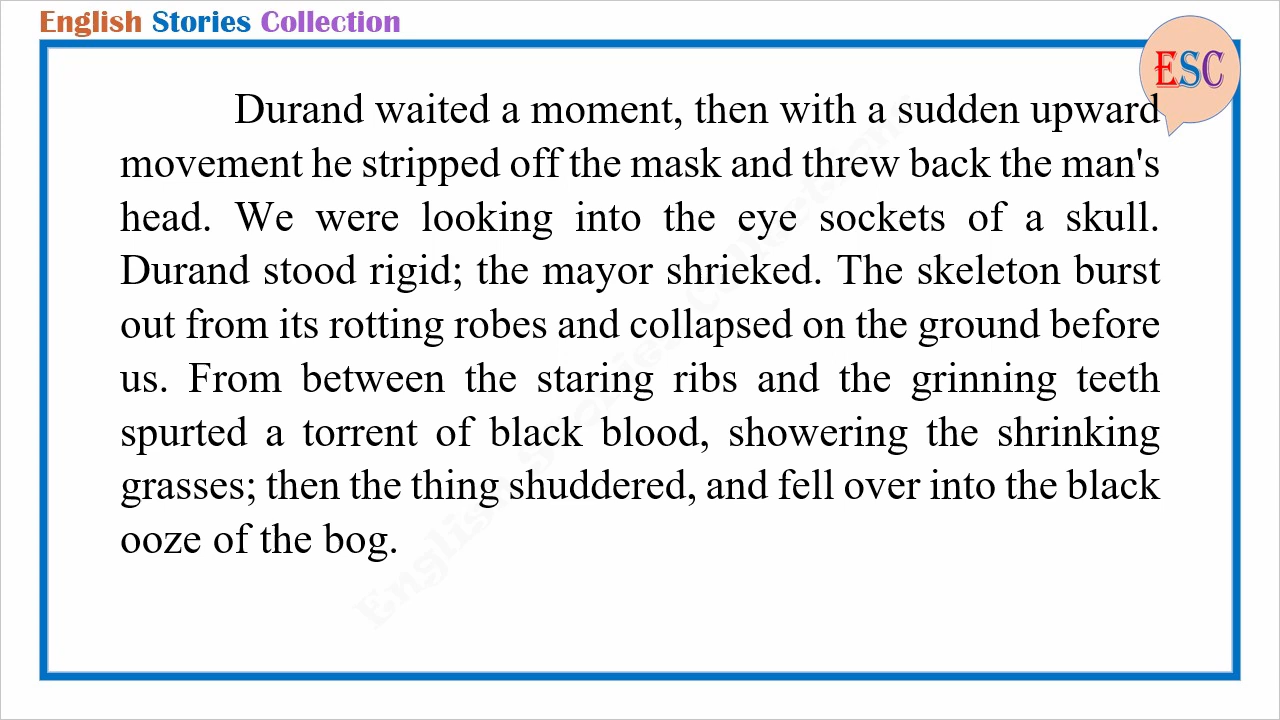 English Stories Collection
ESC
Durand waited a moment, then with a sudden upward
movement he stripped off the mask and threw back the man's
head. We were looking into the eye sockets of a skull.
Durand stood rigid; the mayor shrieked. The skeleton burst
out from its rotting robes and collapsed on the ground before
us. From between the staring ribs and the grinning teeth
spurted a torrent of black blood, showering the shrinking
grasses; then the thing shuddered, and fell over into the black
ooze of the bog.
English Stories Collection